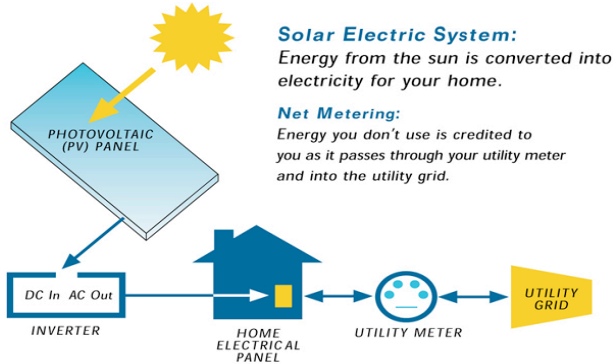 Solar Electric System:
Energy from the sun is converted into
electricity for your home.
Net Metering:
Energy you don't use is credited to
you as it passes through your utility meter
and into the utility grid.
PHOTOVOLTAIC
(PV) PANEL
DC In AC Out
INVERTER
HOME
ELECTRICAL
PANEL
UTILITY METER
UTILITY
GRID